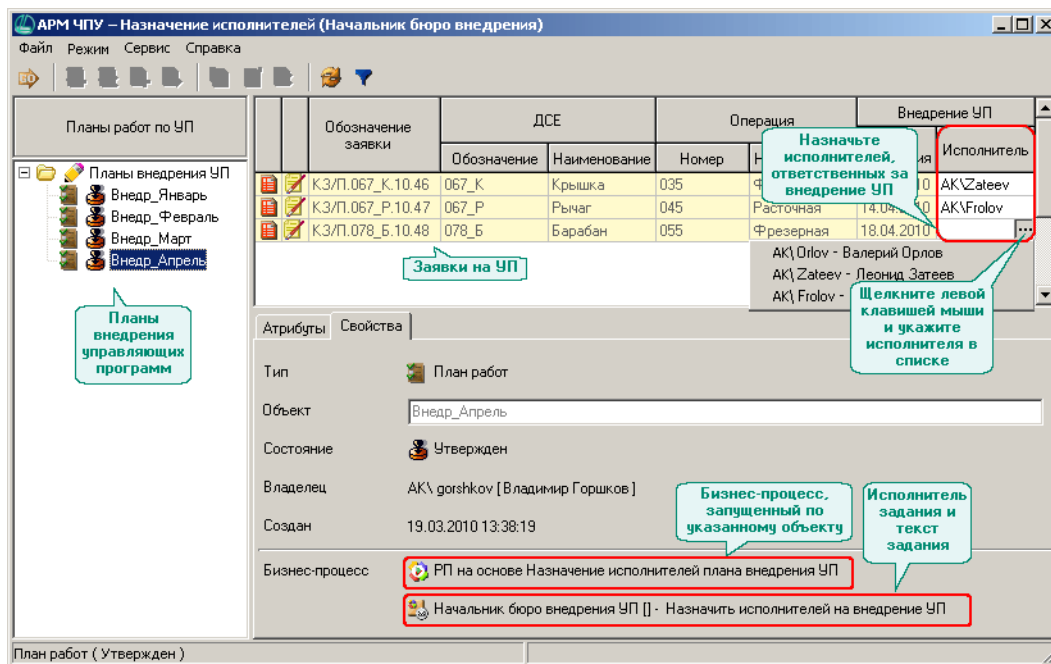 АРМ ЧПУ – Назначение исполнителей (Начальник бюро внедрения)
Файл Режим Сервис Справка
Планы работ по УП
Планы внедрения УП
Внедр_Январь
Внедр_Февраль
Внедр_Март
Внедр_Апрель
Планы
внедрения
управляющих
программ
Обозначение
заявки
ДСЕ
Операция
Внедрение УП
Обозначение Наименование Номер Исполнитель
КЗ/П.067_К.10.46 067_К Крышка 035 AK\Zateev
КЗ/П.067_Р.10.47 067_Р Рычаг 045 Расточная 14.04.2010 AK\Frolov
КЗ/П.078_Б.10.48 078_Б Барабан 055 Фрезерная 18.04.2010 ...
Назначьте
исполнителей,
ответственных за
внедрение УП
Заявки на УП
AK\ Orlov - Валерий Орлов
AK\ Zateev - Леонид Затеев
AK\ Frolov -
Щелкните левой
клавишей мыши
и укажите
исполнителя в
списке
Атрибуты Свойства
Тип План работ
Объект Внедр_Апрель
Состояние Утвержден
Владелец AK\ gorshkov [ Владимир Горшков ]
Создан 19.03.2010 13:38:19
Бизнес-процесс,
запущенный по
указанному объекту
Исполнитель
задания и
текст
задания
Бизнес-процесс РП на основе Назначение исполнителей плана внедрения УП
Начальник бюро внедрения УП [] - Назначить исполнителей на внедрение УП
План работ ( Утвержден )